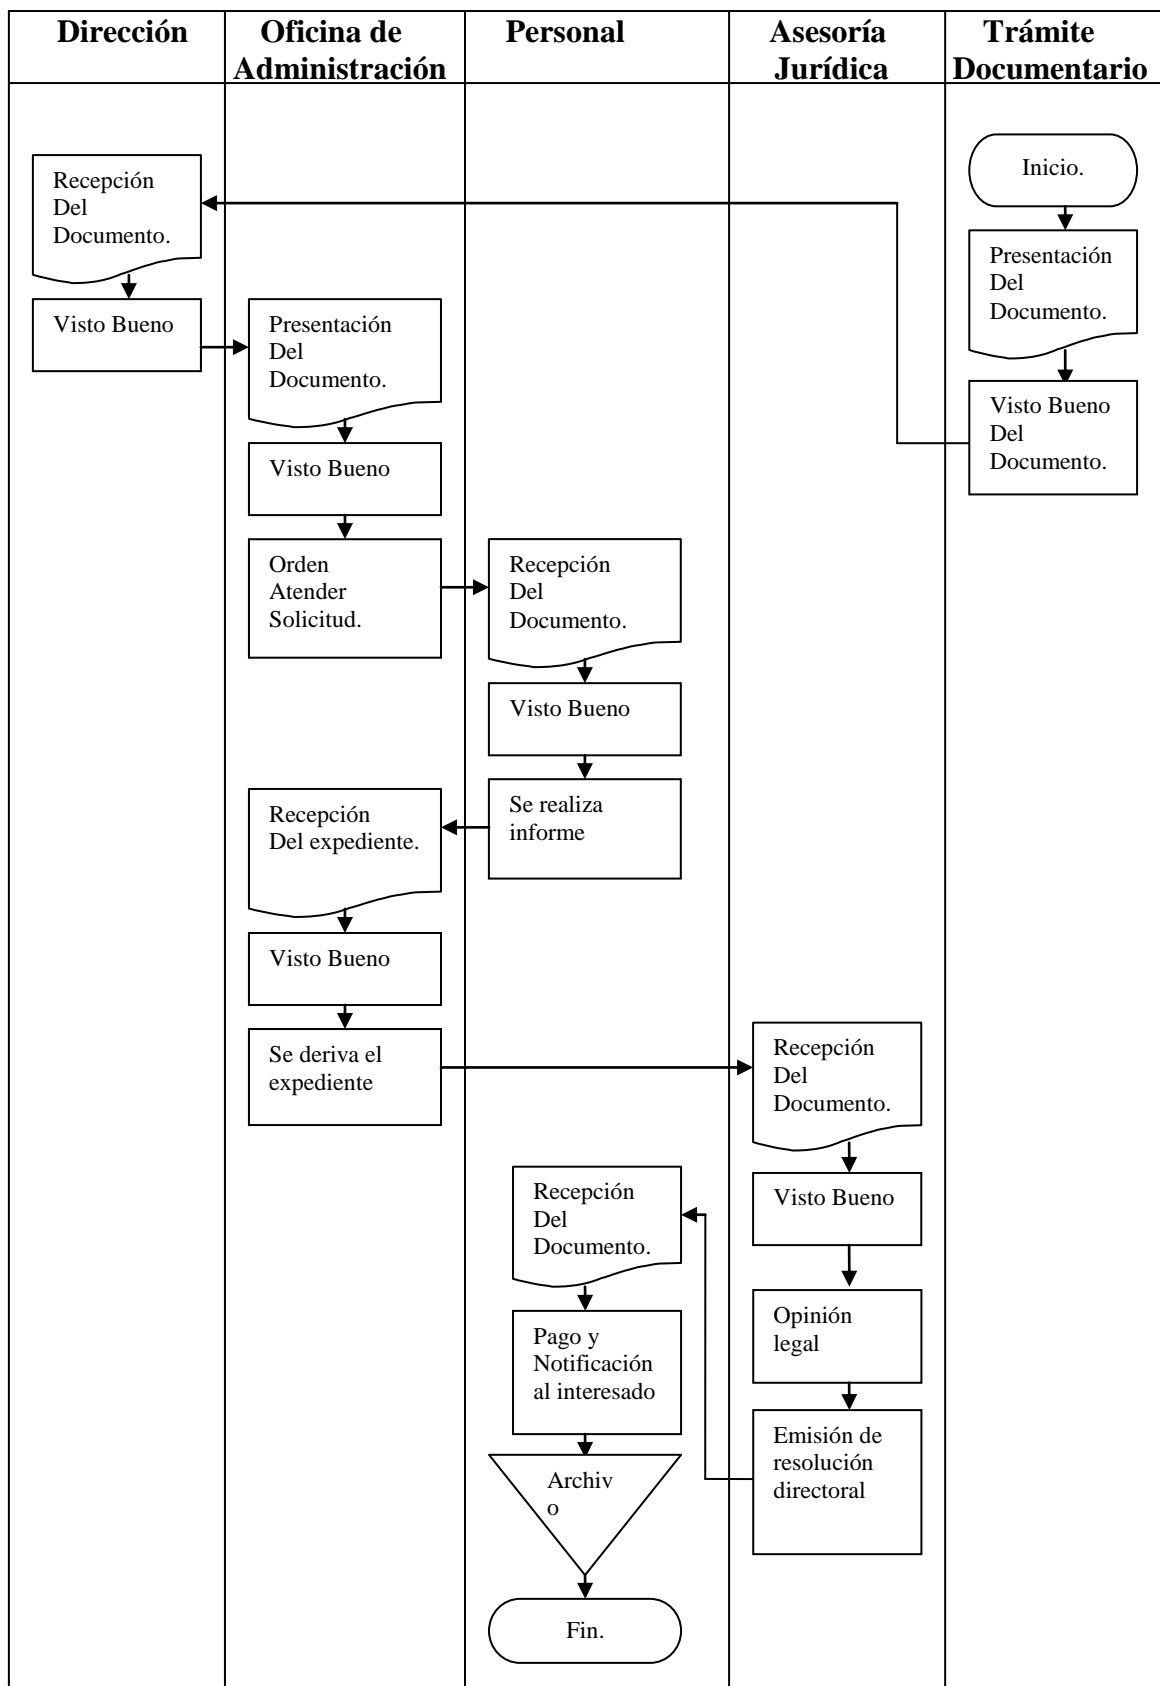 Dirección
Oficina de
Administración
Personal
Asesoría
Jurídica
Trámite
Documentario
Inicio.
Recepción
Del
Documento.
Presentación
Del
Documento.
Visto Bueno
Presentación
Del
Documento.
Visto Bueno
Del
Documento.
Visto Bueno
Orden
Atender
Solicitud.
Recepción
Del
Documento.
Visto Bueno
Se realiza
informe
Recepción
Del expediente.
Visto Bueno
Se deriva el
expediente
Recepción
Del
Documento.
Visto Bueno
Recepción
Del
Documento.
Opinión
legal
Pago y
Notificación
al interesado
Emisión de
resolución
directoral
Archiv
o
Fin.